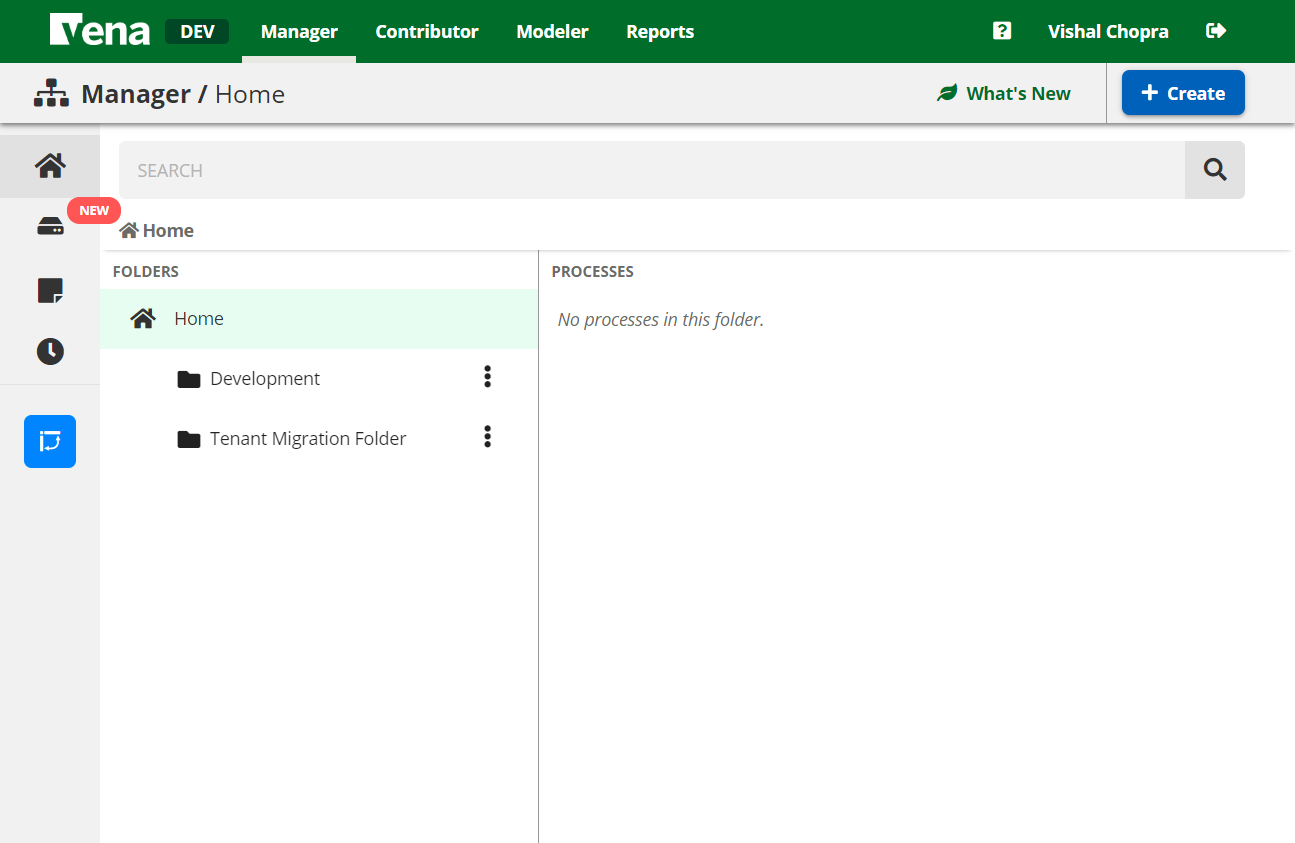 Vena DEV Manager Contributor Modeler Reports ? Vishal Chopra
Manager / Home What's New + Create
SEARCH
NEW
Home
FOLDERS PROCESSES
Home No processes in this folder.
Development
Tenant Migration Folder